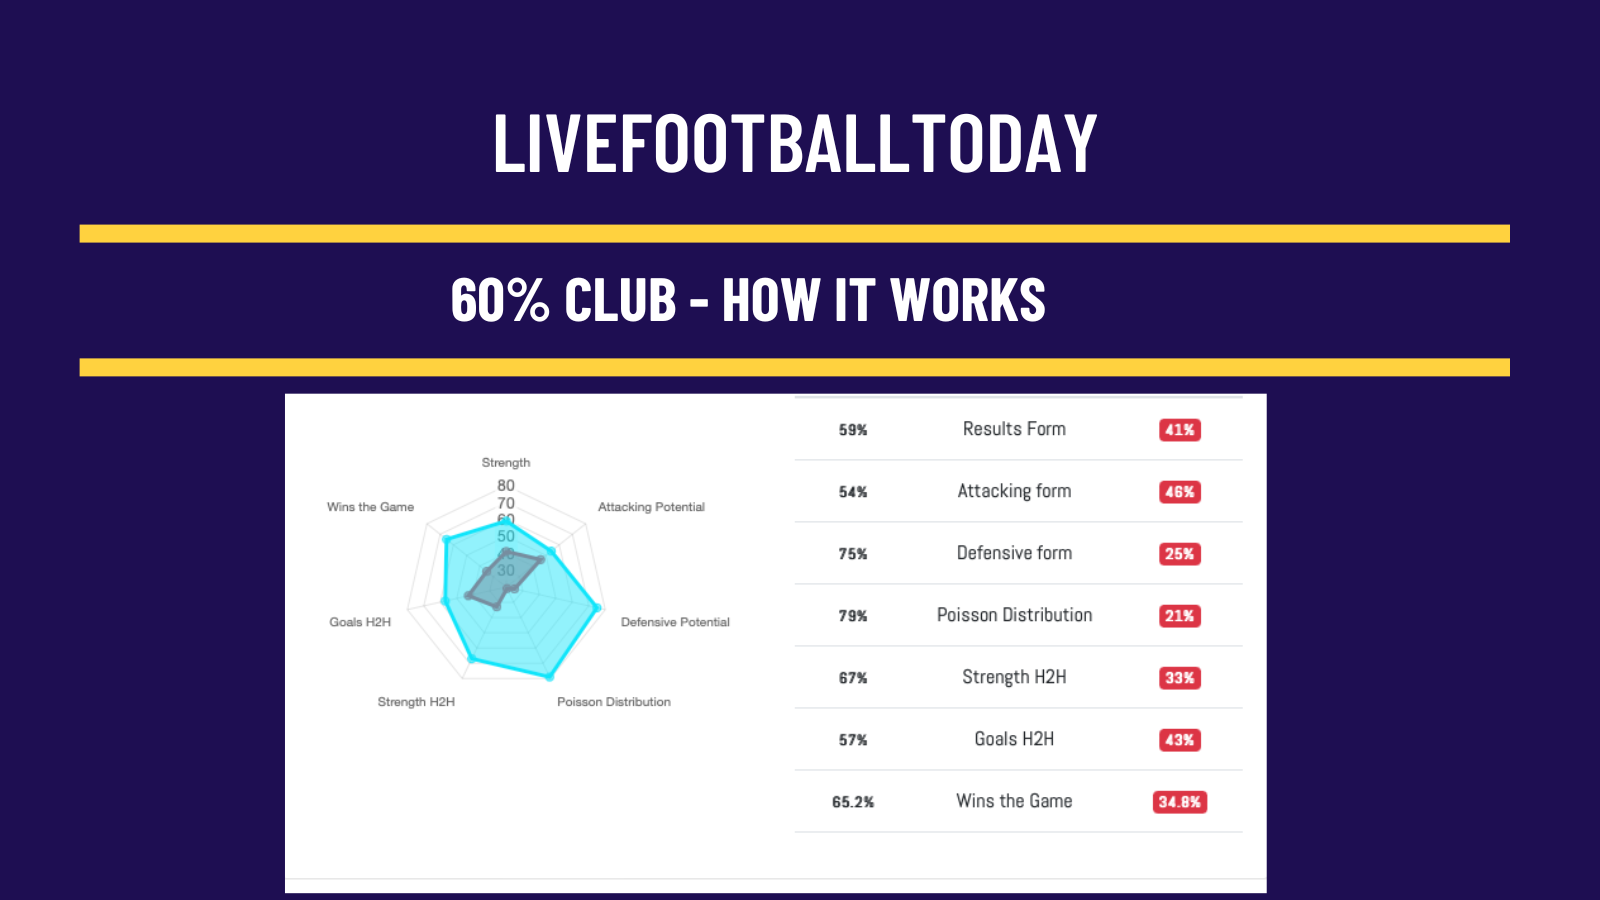 LIVEFOOTBALLTODAY
60% CLUB - HOW IT WORKS
Strength
80
70
60
50
30
Wins the Game
Attacking Potential
Goals H2H
Defensive Potential
Strength H2H
Poisson Distribution
59% Results Form 41%
54% Attacking form 46%
75% Defensive form 25%
79% Poisson Distribution 21%
67% Strength H2H 33%
57% Goals H2H 43%
65.2% Wins the Game 34.8%